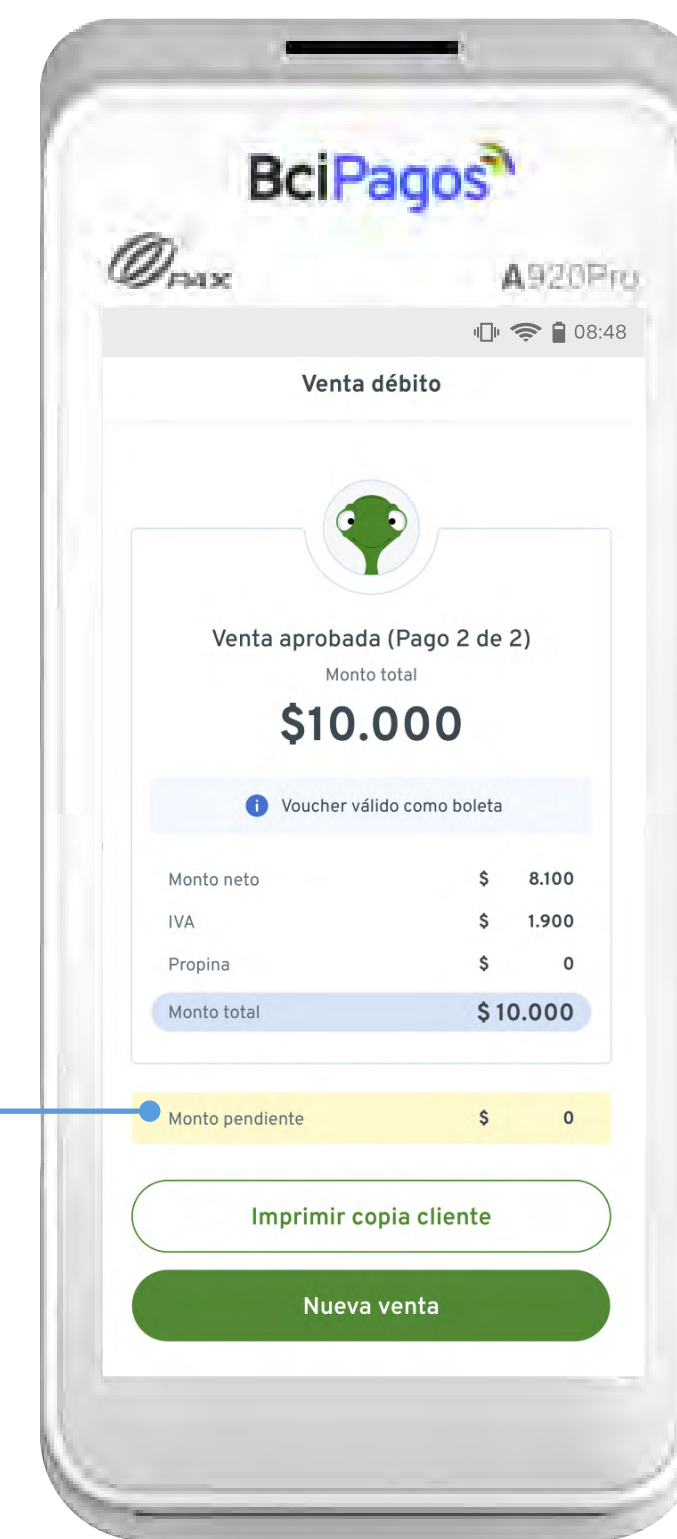 BciPagos
PAX A920Pro
08:48
Venta débito
Venta aprobada (Pago 2 de 2)
Monto total
$10.000
i Voucher válido como boleta
Monto neto $ 8.100
IVA $ 1.900
Propina $ 0
Monto total $ 10.000
Monto pendiente $ 0
Imprimir copia cliente
Nueva venta